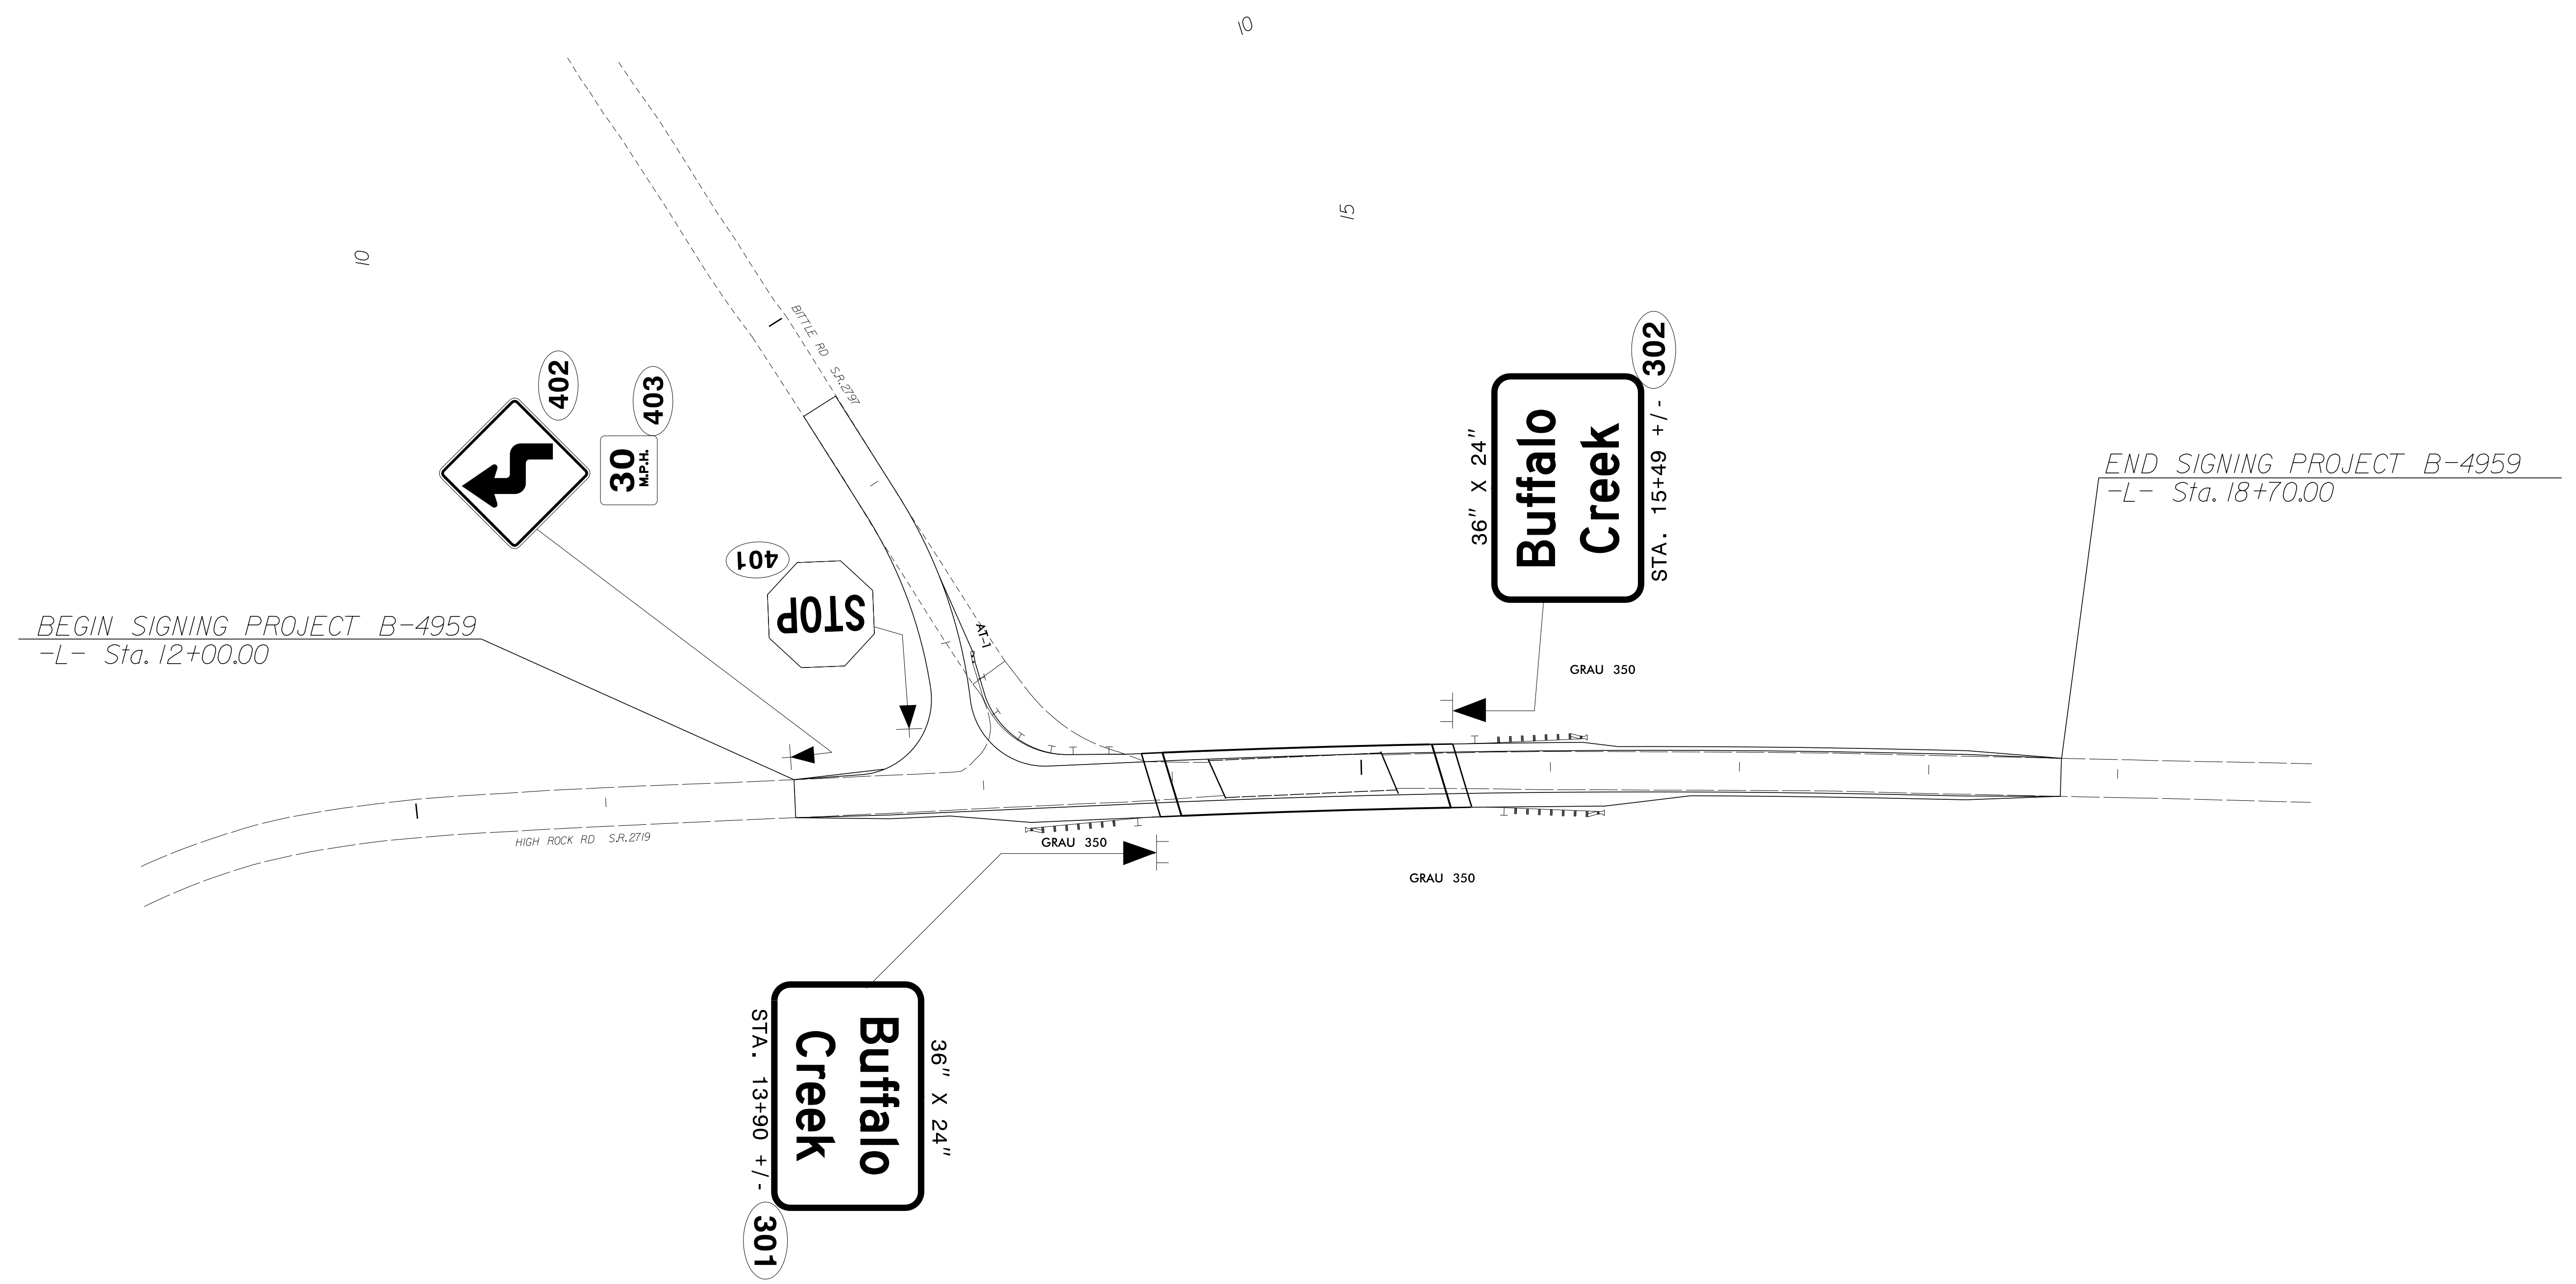 10
15
10
BITTLE RD S.R.2797
402
403
30
M.P.H.
401
STOP
302
36" X 24"
Buffalo
Creek
STA. 15+49 +/-
END SIGNING PROJECT B-4959
-L- Sta. 18+70.00
BEGIN SIGNING PROJECT B-4959
-L- Sta. 12+00.00
AT-1
GRAU 350
HIGH ROCK RD S.R.2719
GRAU 350
GRAU 350
36" X 24"
Buffalo
Creek
STA. 13+90 +/-
301